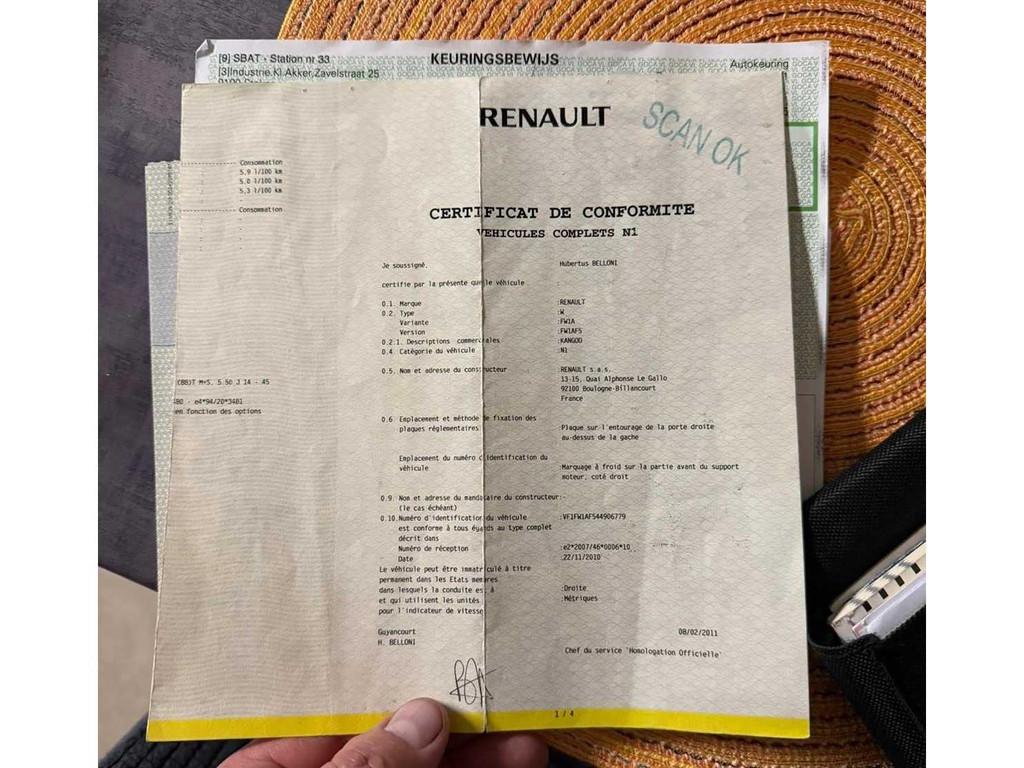 [9] SBAT - Station nr 33
KEURINGSBEWIJS
Autokeuring
[3]Industrie.Kl.Akker,Zavelstraat 25
RENAULT
SCAN OK
Consommation
5,9 l/100 km
5,0 l/100 km
5,3 l/100 km
Consommation
CERTIFICAT DE CONFORMITE
VEHICULES COMPLETS N1
Je soussigné, Hubertus BELLONI
certifie par la présente que le véhicule :
0.1. Marque :RENAULT
0.2. Type :W
Variante :FW1A
Version :FW1AF5
0.2.1. Descriptions commerciales :KANGOO
0.4. Catégorie du véhicule :N1
0.5. Nom et adresse du constructeur :RENAULT s.a.s.
13-15, Quai Alphonse Le Gallo
92100 Boulogne-Billancourt
France
M+S. 5.50 J 14 - 45
e4*94/20*3481
en fonction des options
0.6 Emplacement et méthode de fixation des
plaques réglementaires
Plaque sur l'entourage de la porte droite
au-dessus de la gache
Emplacement du numéro d'identification du
véhicule
:Marquage à froid sur la partie avant du support
moteur, coté droit
0.9. Nom et adresse du mandataire du constructeur:-
(le cas échéant)
0.10.Numéro d'identification du véhicule :VF1FW1AF544906779
est conforme à tous égards au type complet
décrit dans
Numéro de réception :e2*2007/46*0006*10
Date :22/11/2010
Le véhicule peut être immatriculé à titre
permanent dans les Etats membres
dans lesquels la conduite est à :Droite
et qui utilisent les unités :Métriques
pour l'indicateur de vitesse
Guyancourt 08/02/2011
H. BELLONI
Chef du service 'Homologation Officielle'
1 / 4